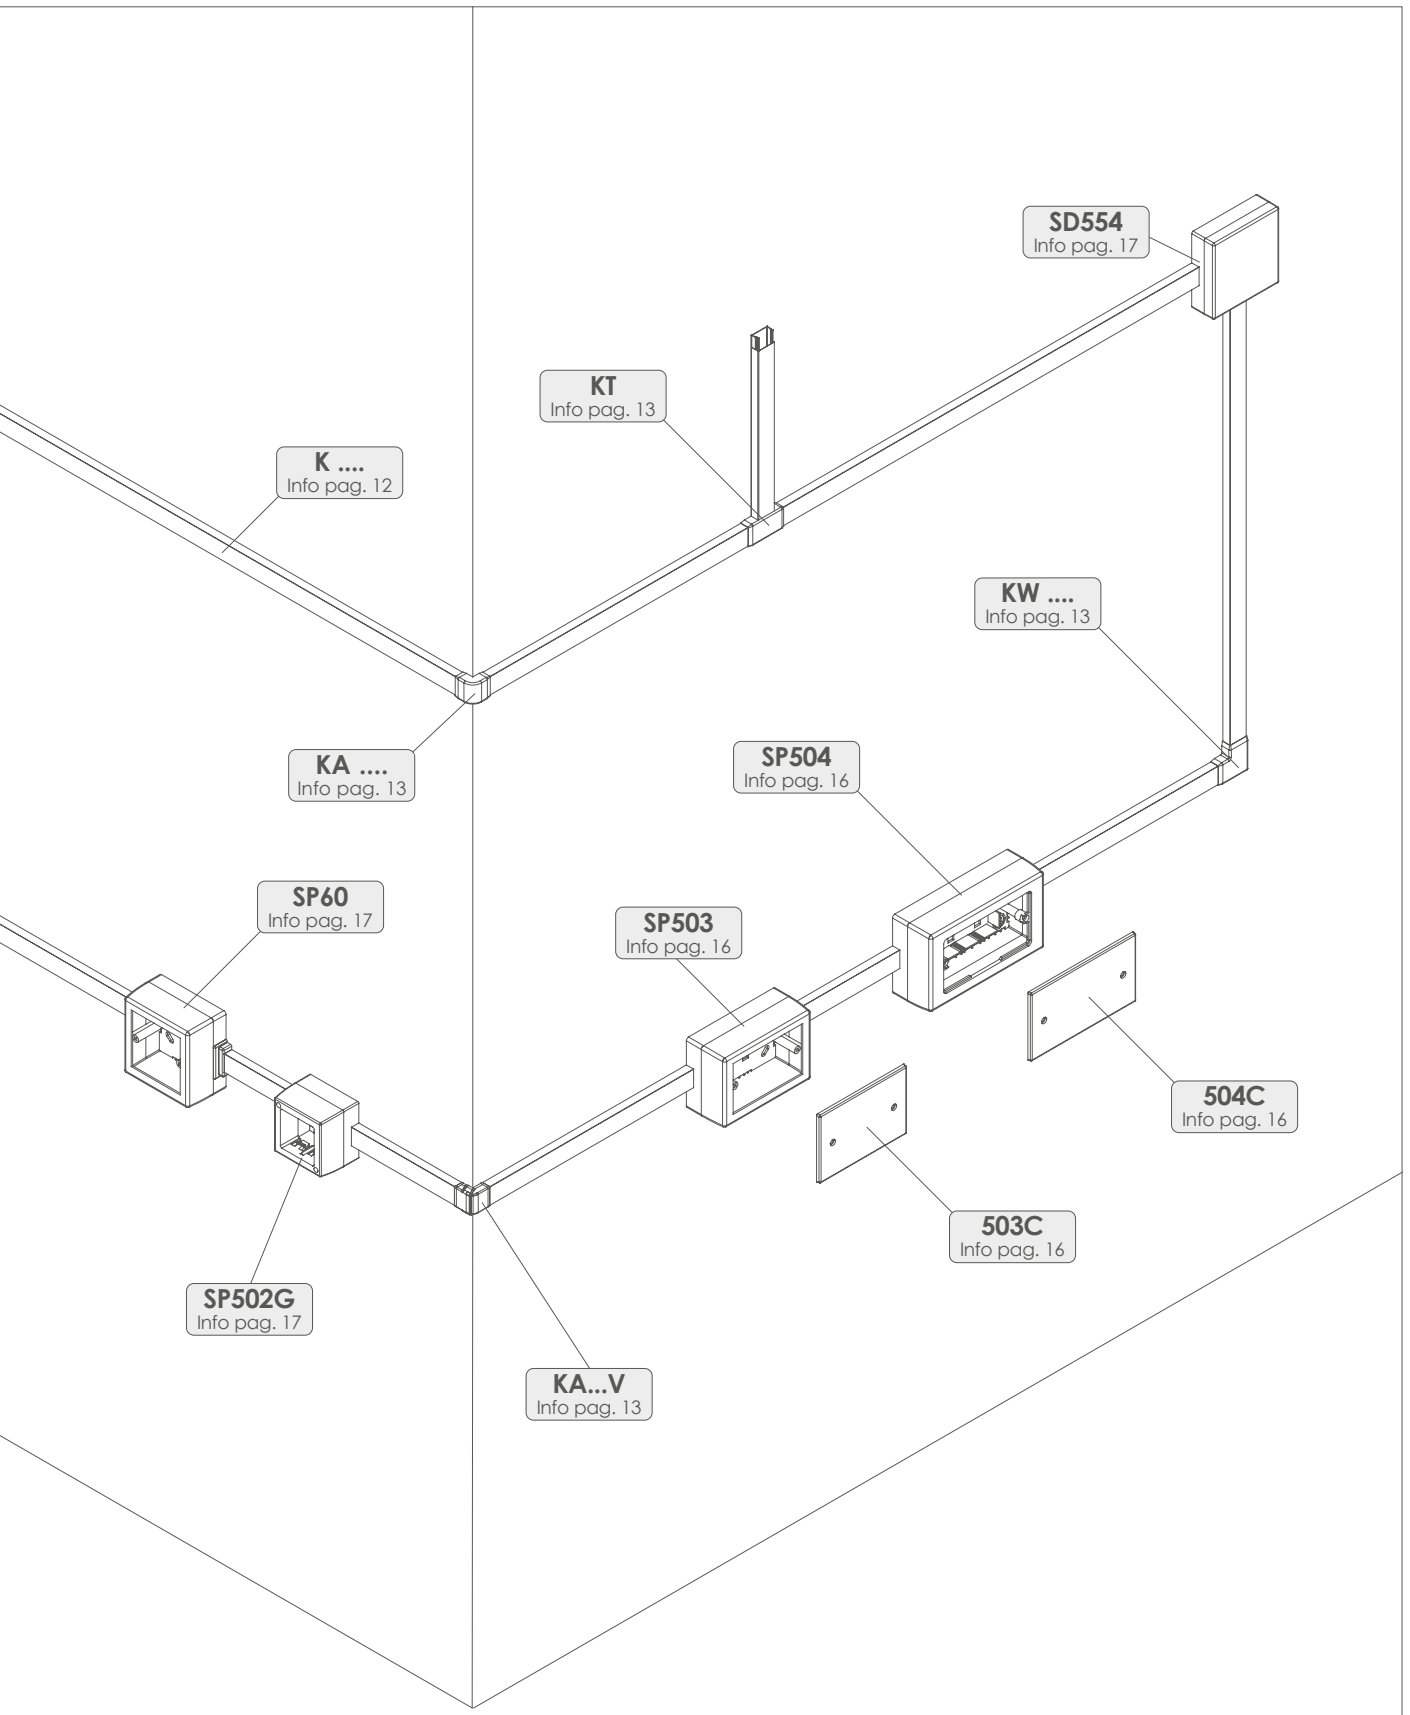 SD554
Info pag. 17
KT
Info pag. 13
K ....
Info pag. 12
KW ....
Info pag. 13
KA ....
Info pag. 13
SP504
Info pag. 16
SP60
Info pag. 17
SP503
Info pag. 16
504C
Info pag. 16
503C
Info pag. 16
SP502G
Info pag. 17
KA...V
Info pag. 13